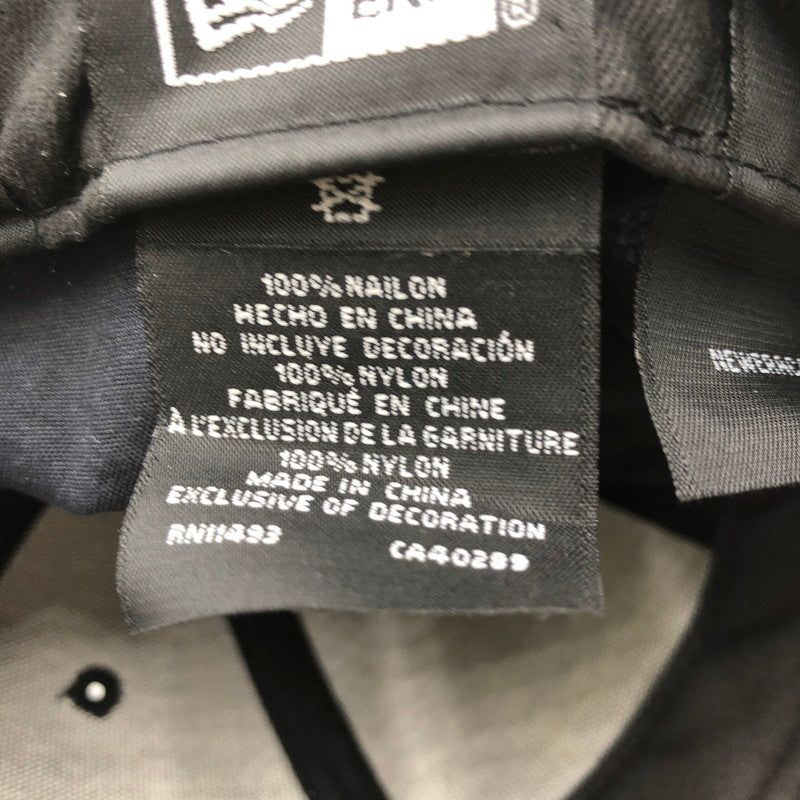 100% NAILON
HECHO EN CHINA
NO INCLUYE DECORACIÓN
100% NYLON
FABRIQUÉ EN CHINE
À L'EXCLUSION DE LA GARNITURE
100% NYLON
MADE IN CHINA
EXCLUSIVE OF DECORATION
RN11493 CA40289